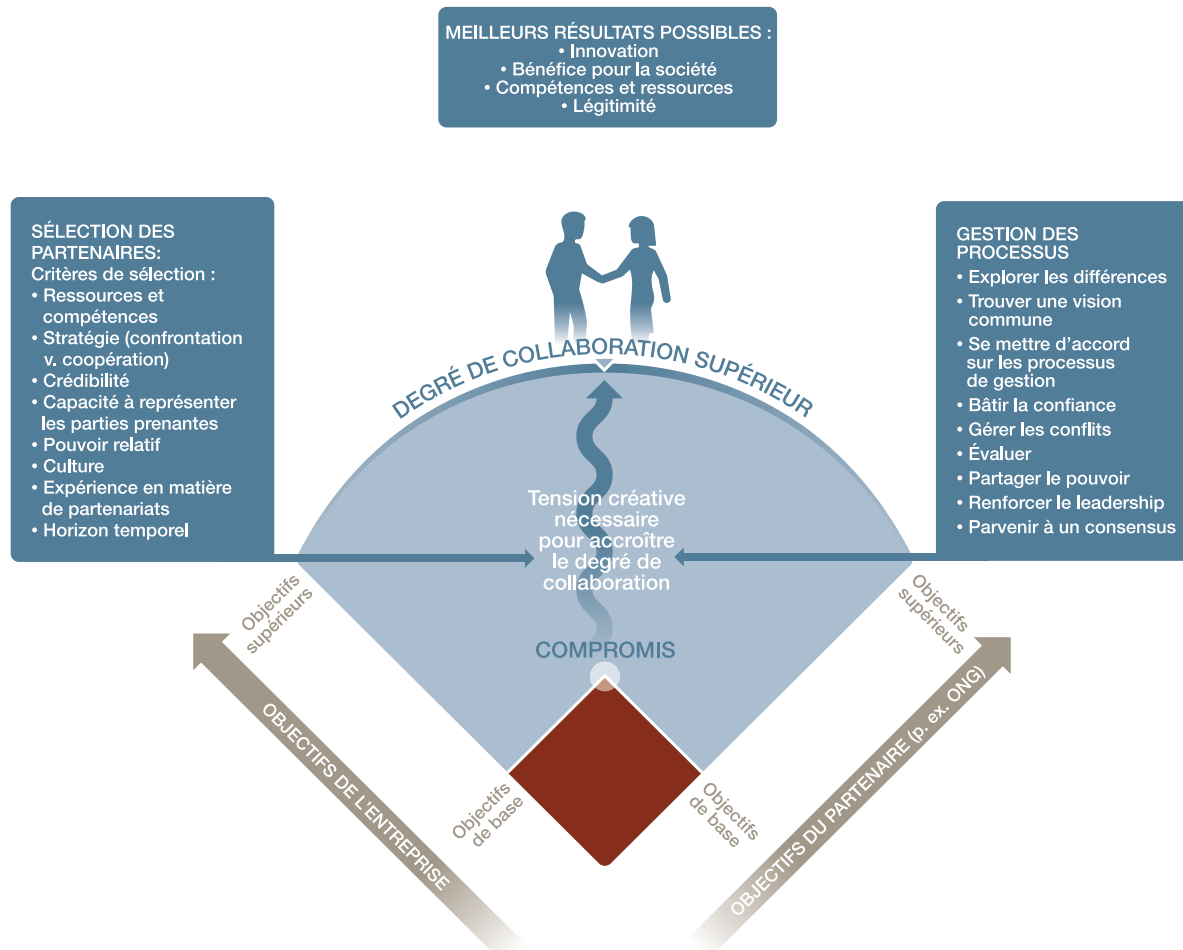 MEILLEURS RÉSULTATS POSSIBLES :
• Innovation
• Bénéfice pour la société
• Compétences et ressources
• Légitimité
SÉLECTION DES
PARTENAIRES:
Critères de sélection :
• Ressources et
compétences
• Stratégie (confrontation
v. coopération)
• Crédibilité
• Capacité à représenter
les parties prenantes
• Pouvoir relatif
• Culture
• Expérience en matière
de partenariats
• Horizon temporel
GESTION DES
PROCESSUS
• Explorer les différences
• Trouver une vision
commune
• Se mettre d'accord
sur les processus
de gestion
• Bâtir la confiance
• Gérer les conflits
• Évaluer
• Partager le pouvoir
• Renforcer le leadership
• Parvenir à un consensus
DEGRÉ DE COLLABORATION SUPÉRIEUR
Tension créative
nécessaire
pour accroître
le degré de
collaboration
COMPROMIS
Objectifs
supérieurs
Objectifs
supérieurs
OBJECTIFS DE L'ENTREPRISE
OBJECTIFS DU PARTENAIRE (p. ex. ONG)
Objectifs
de base
Objectifs
de base